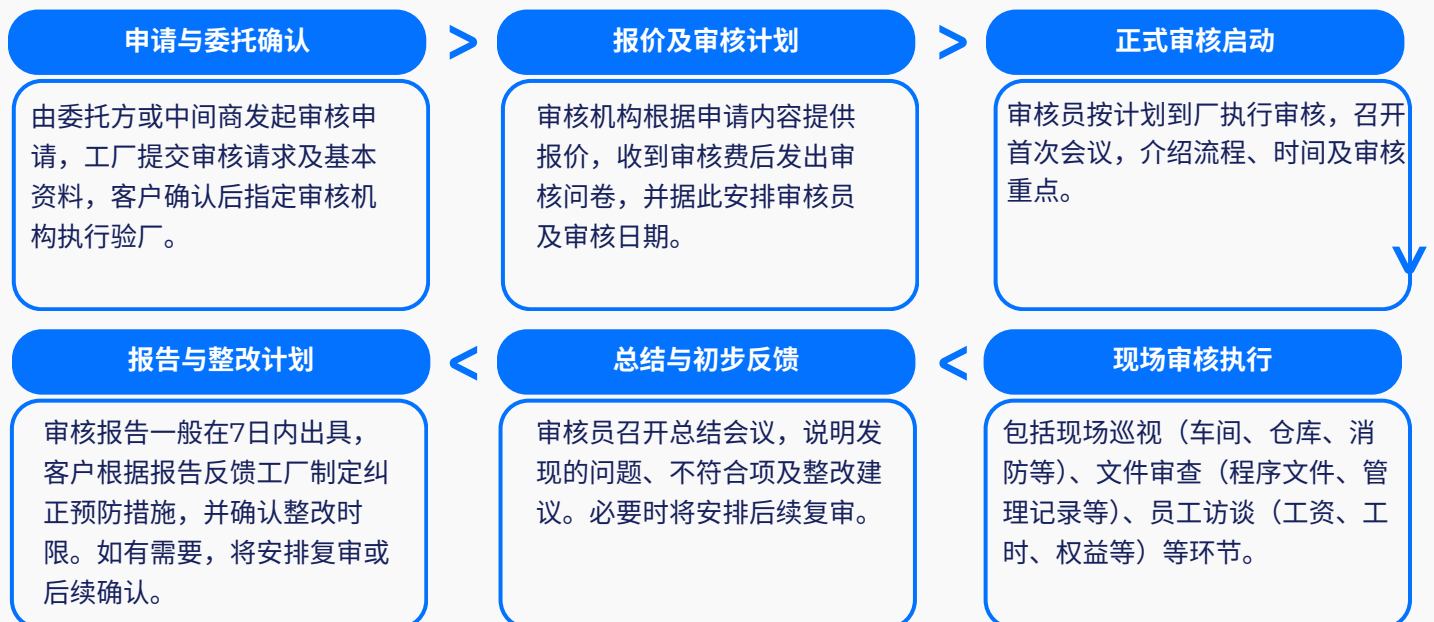 申请与委托确认
由委托方或中间商发起审核申
请，工厂提交审核请求及基本
资料，客户确认后指定审核机
构执行验厂。
>
报价及审核计划
审核机构根据申请内容提供
报价，收到审核费后发出审
核问卷，并据此安排审核员
及审核日期。
>
正式审核启动
审核员按计划到厂执行审核，召开
首次会议，介绍流程、时间及审核
重点。
现场审核执行
包括现场巡视（车间、仓库、消
防等）、文件审查（程序文件、管
理记录等）、员工访谈（工资、工
时、权益等）等环节。
<
总结与初步反馈
审核员召开总结会议，说明发
现的问题、不符合项及整改建
议。必要时将安排后续复审。
<
报告与整改计划
审核报告一般在7日内出具，
客户根据报告反馈工厂制定纠
正预防措施，并确认整改时
限。如有需要，将安排复审或
后续确认。